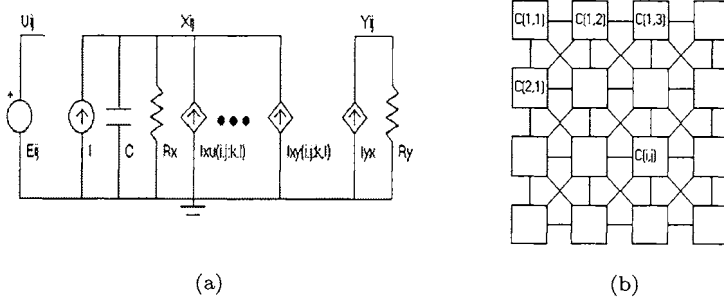 Uij
Xij
Yij
+
Eij
I
C
Rx
Ixu(i,j;k,l)
Ixy(i,j;k,l)
Iyx
Ry
(a)
C(1,1)
C(1,2)
C(1,3)
C(2,1)
C(i,j)
(b)